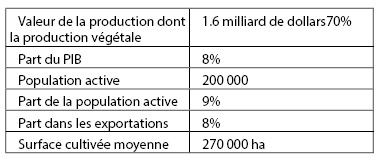 Valeur de la production dont
la production végétale
1.6 milliard de dollars70%
Part du PIB
8%
Population active
200 000
Part de la population active
9%
Part dans les exportations
8%
Surface cultivée moyenne
270 000 ha